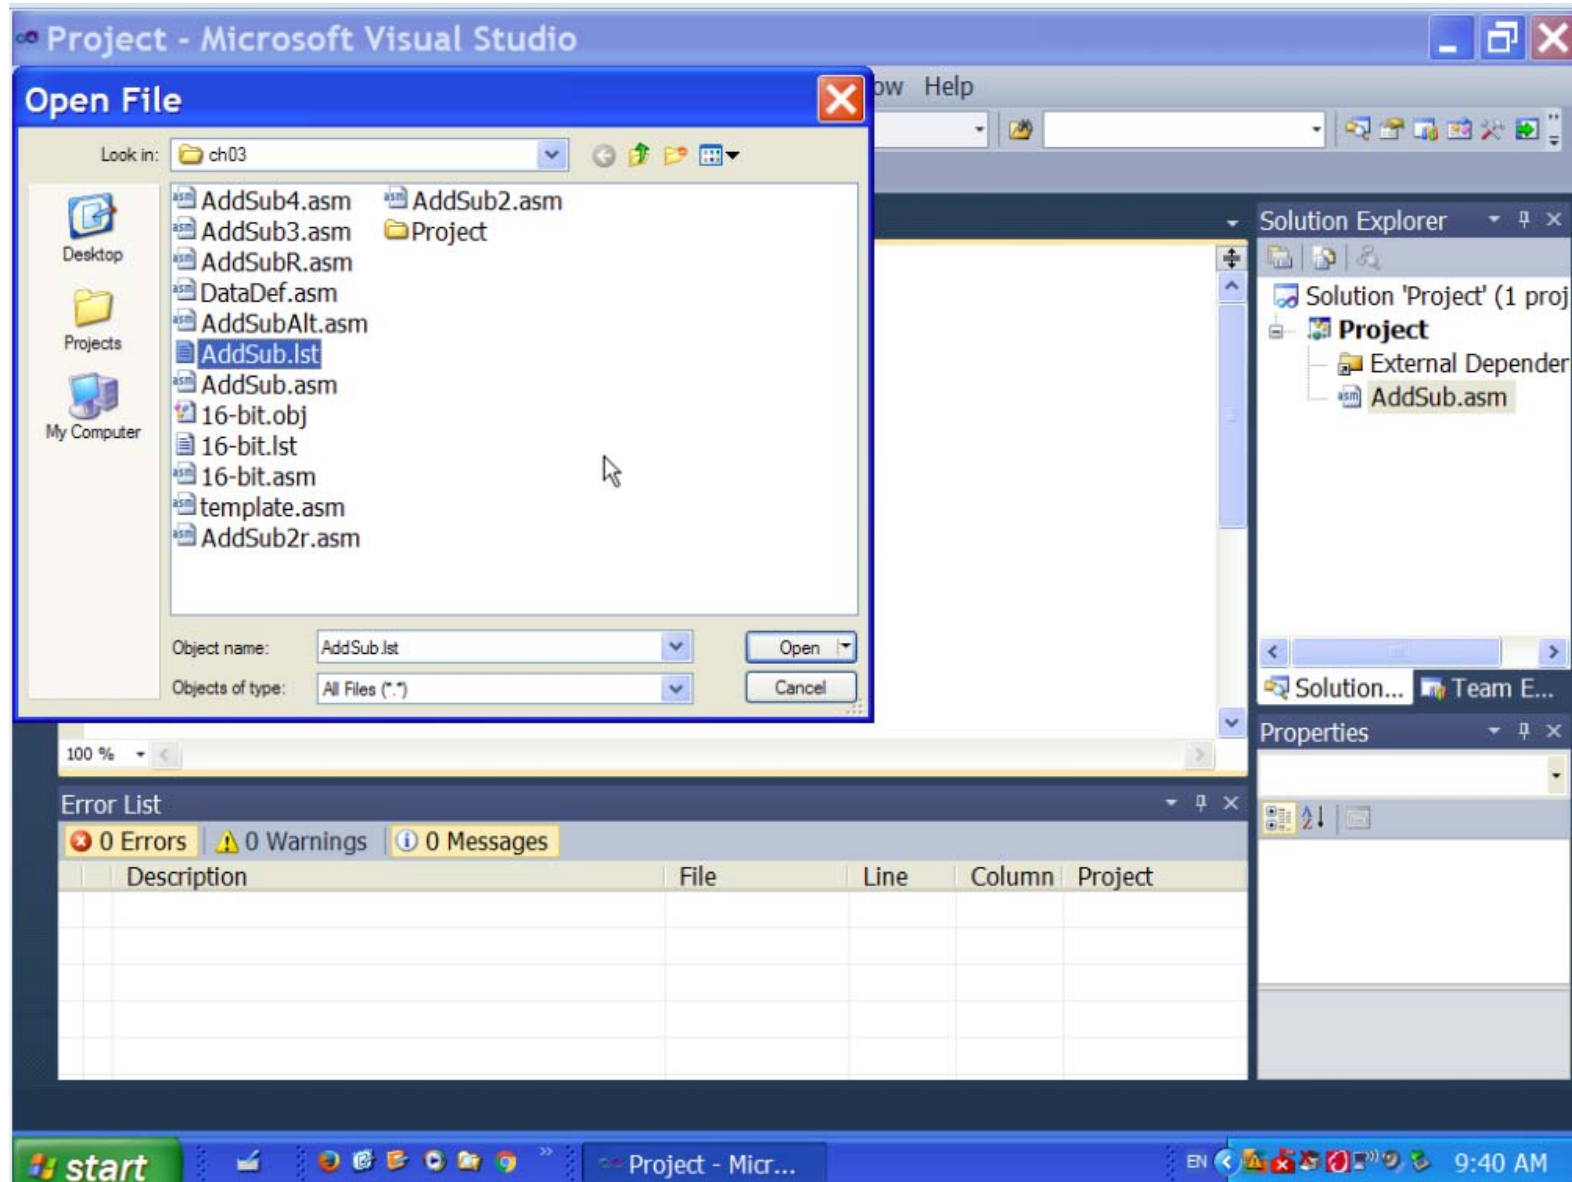 Project - Microsoft Visual Studio
Open File
ow Help
Look in: ch03
AddSub4.asm
AddSub3.asm
AddSubR.asm
DataDef.asm
AddSubAlt.asm
AddSub.lst
AddSub.asm
16-bit.obj
16-bit.lst
16-bit.asm
template.asm
AddSub2r.asm
AddSub2.asm
Project
Desktop
Projects
My Computer
Object name: AddSub.lst
Open
Objects of type: All Files (*.*)
Cancel
Solution Explorer
Solution 'Project' (1 proj
Project
External Depender
AddSub.asm
Solution... Team E...
Properties
100 %
Error List
0 Errors 0 Warnings 0 Messages
Description File Line Column Project
start
Project - Micr...
EN
9:40 AM